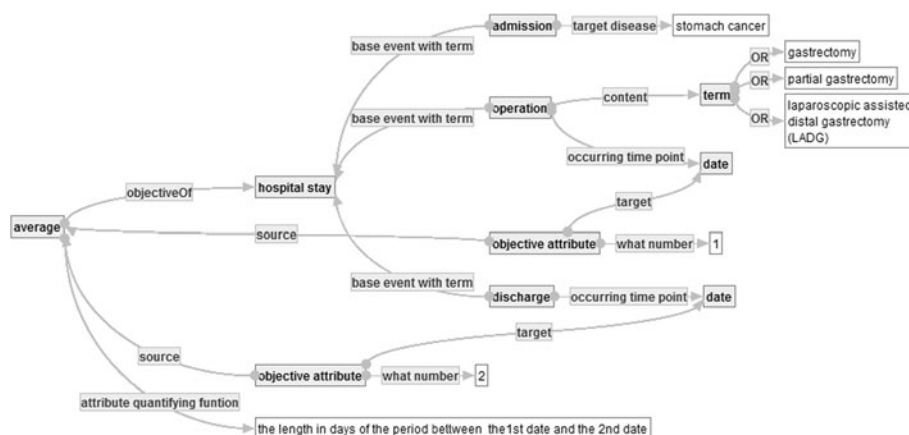 admission
target disease
stomach cancer
base event with term
OR
gastrectomy
OR
partial gastrectomy
operation
content
term
base event with term
OR
laparoscopic assisted
distal gastrectomy
(LADG)
occurring time point
date
objectiveOf
hospital stay
target
average
source
objective attribute
what number
1
base event with term
discharge
occurring time point
date
target
source
objective attribute
what number
2
attribute quantifying funtion
the length in days of the period bettween the1st date and the 2nd date